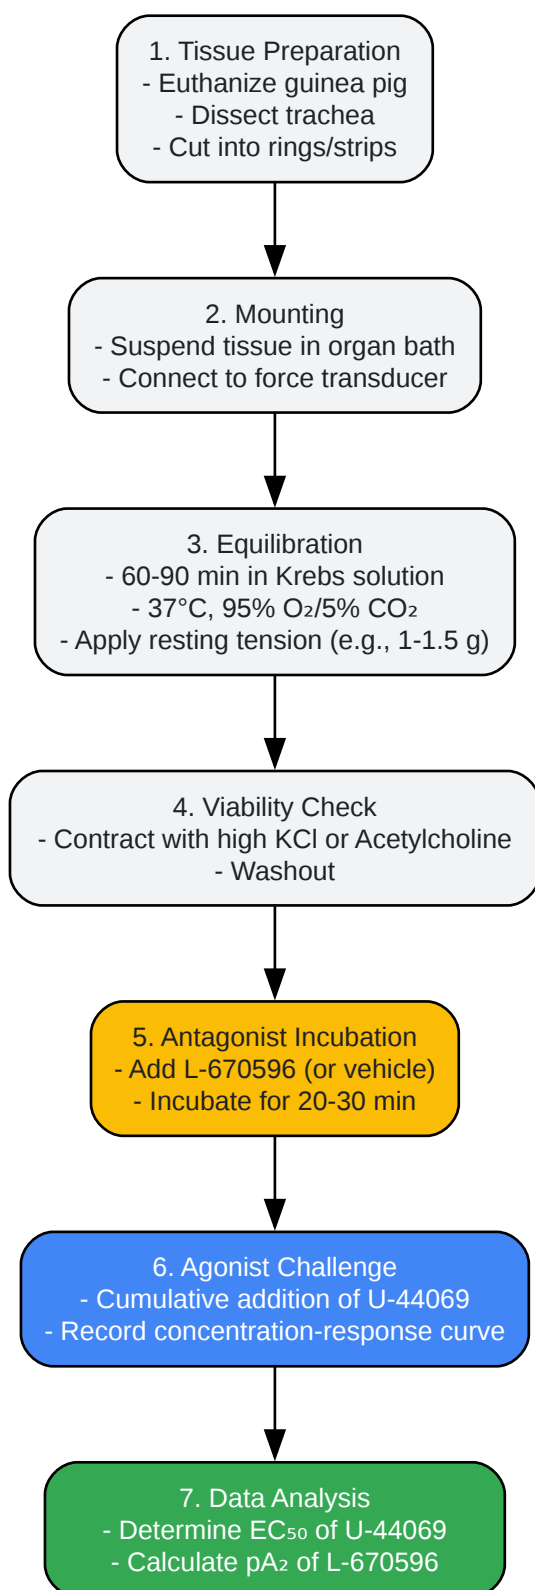 1. Tissue Preparation
- Euthanize guinea pig
- Dissect trachea
- Cut into rings/strips
2. Mounting
- Suspend tissue in organ bath
- Connect to force transducer
3. Equilibration
- 60-90 min in Krebs solution
- 37°C, 95% O₂/5% CO₂
- Apply resting tension (e.g., 1-1.5 g)
4. Viability Check
- Contract with high KCl or Acetylcholine
- Washout
5. Antagonist Incubation
- Add L-670596 (or vehicle)
- Incubate for 20-30 min
6. Agonist Challenge
- Cumulative addition of U-44069
- Record concentration-response curve
7. Data Analysis
- Determine EC₅₀ of U-44069
- Calculate pA₂ of L-670596